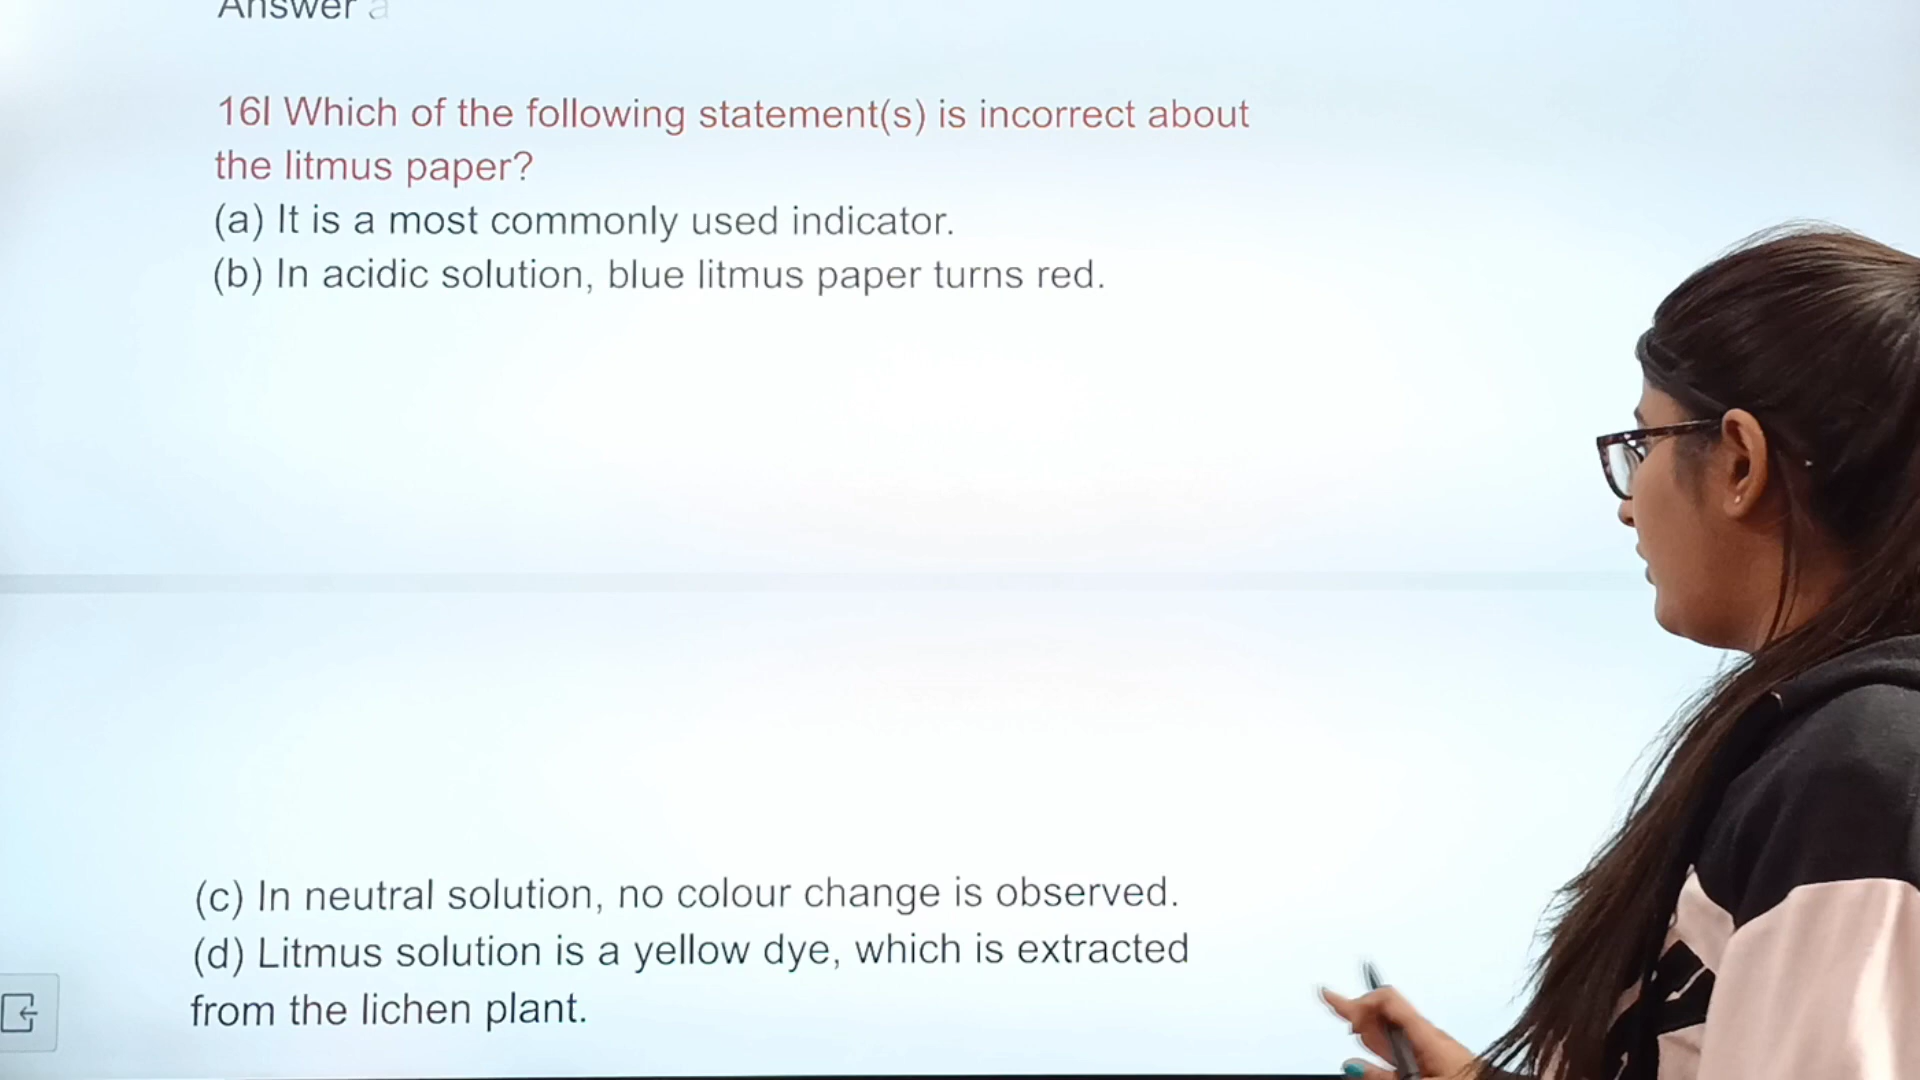 Answer a
16l Which of the following statement(s) is incorrect about
the litmus paper?
(a) It is a most commonly used indicator.
(b) In acidic solution, blue litmus paper turns red.
(c) In neutral solution, no colour change is observed.
(d) Litmus solution is a yellow dye, which is extracted
from the lichen plant.